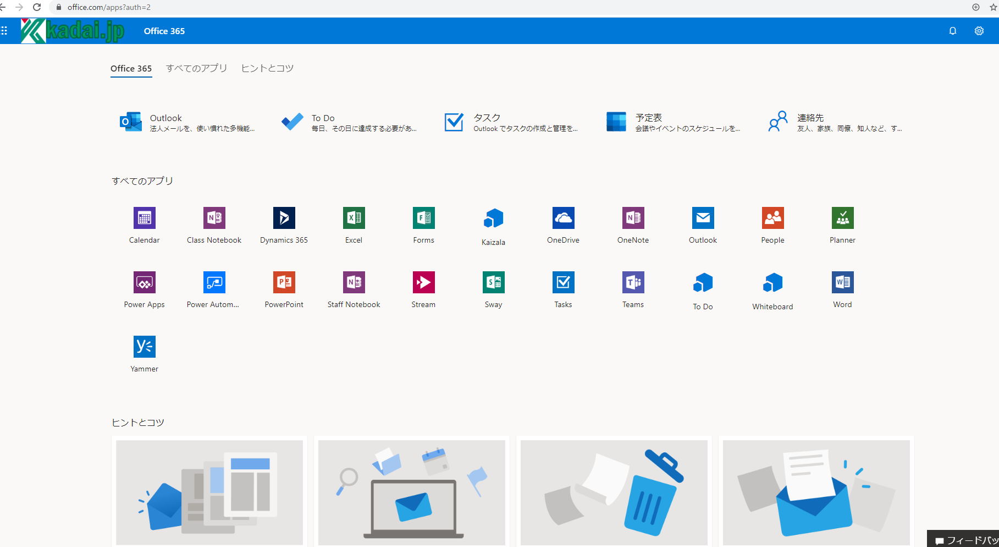 office.com/apps?auth=2
kadai.jp
Office 365
Office 365 すべてのアプリ ヒントとコツ
Outlook
法人メールを、使い慣れた多機能...
To Do
毎日、その日に達成する必要があ...
タスク
Outlook でタスクの作成と管理を...
予定表
会議やイベントのスケジュールを...
連絡先
友人、家族、同僚、知人など、す...
すべてのアプリ
Calendar Class Notebook Dynamics 365 Excel Forms Kaizala OneDrive OneNote Outlook People Planner
Power Apps Power Autom... PowerPoint Staff Notebook Stream Sway Tasks Teams To Do Whiteboard Word
Yammer
ヒントとコツ
フィードバッ